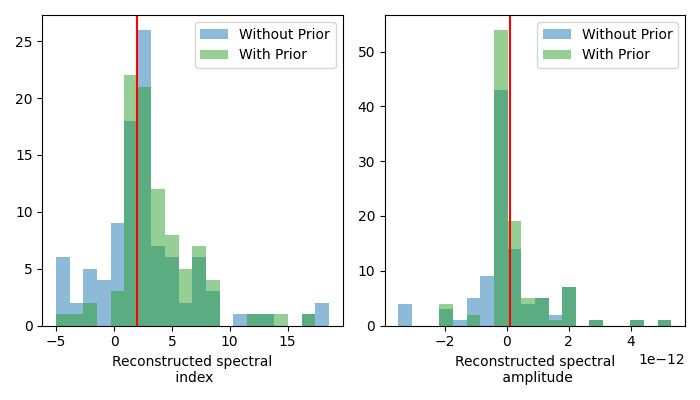 Without Prior
With Prior
25
20
15
10
5
0
−5
0
5
10
15
Reconstructed spectral
index
Without Prior
With Prior
50
40
30
20
10
0
−2
0
2
4
1e−12
Reconstructed spectral
amplitude